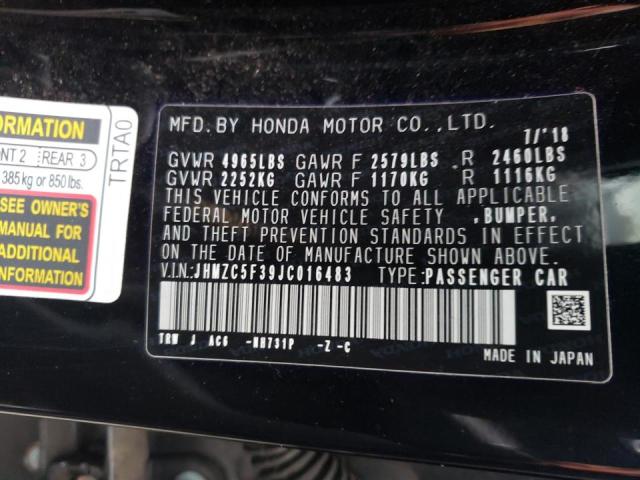 ORMATION
NT 2 REAR 3
385 kg or 850 lbs.
SEE OWNER'S
MANUAL FOR
ADDITIONAL
INFORMATION
TRTA0
MFD. BY HONDA MOTOR CO., LTD.
7/'18
GVWR 4965LBS GAWR F 2579LBS R 2460LBS
GVWR 2252KG GAWR F 1170KG R 1116KG
THIS VEHICLE CONFORMS TO ALL APPLICABLE
FEDERAL MOTOR VEHICLE SAFETY ,BUMPER,
AND THEFT PREVENTION STANDARDS IN EFFECT
ON THE DATE OF MANUFACTURE SHOWN ABOVE.
V.I.N:JHMZC5F39JC016483 TYPE:PASSENGER CAR
TRW J AC6 -NH731P -Z -C
MADE IN JAPAN